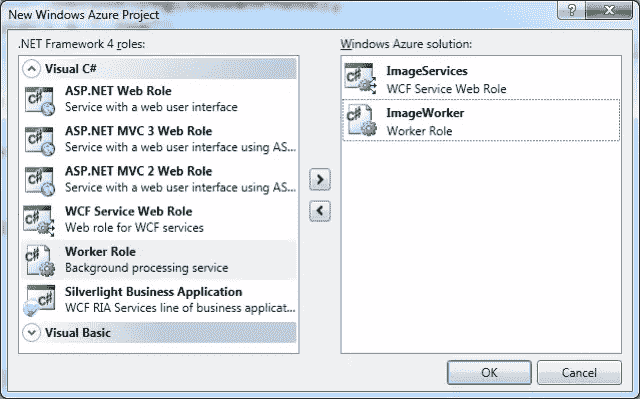 New Windows Azure Project
.NET Framework 4 roles:
Visual C#
ASP.NET Web Role
Service with a web user interface
ASP.NET MVC 3 Web Role
Service with a web user interface using AS...
ASP.NET MVC 2 Web Role
Service with a web user interface using AS...
WCF Service Web Role
Web role for WCF services
Worker Role
Background processing service
Silverlight Business Application
WCF RIA Services line of business applicat...
Visual Basic
Windows Azure solution:
ImageServices
WCF Service Web Role
ImageWorker
Worker Role
OK
Cancel